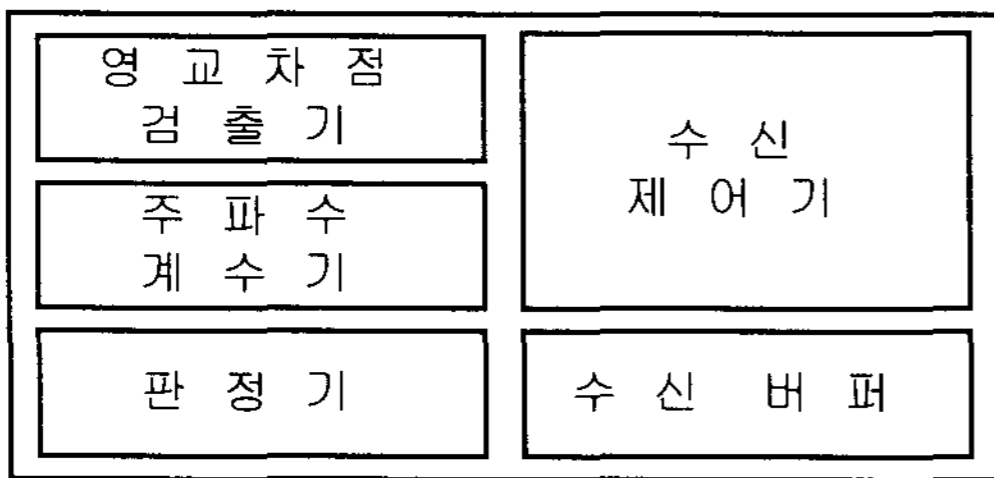 영 교 차 점
검 출 기
주 파 수
계 수 기
판 정 기
수 신
제 어 기
수 신 버 퍼